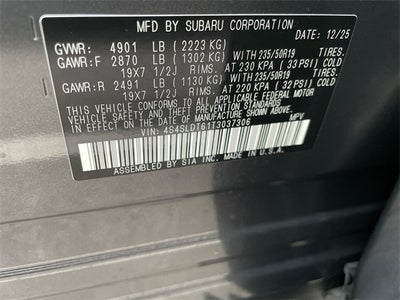 MFD BY SUBARU CORPORATION DATE: 12/25
GVWR: 4901 LB (2223 KG)
GAWR:F 2870 LB (1302 KG) WITH 235/50R19 TIRES.
19X7 1/2J RIMS. AT 230 KPA (33 PSI) COLD
GAWR:R 2491 LB (1130 KG) WITH 235/50R19 TIRES.
19X7 1/2J RIMS. AT 220 KPA (32 PSI) COLD
THIS VEHICLE CONFORMS TO ALL APPLICABLE FEDERAL MOTOR
VEHICLE SAFETY, BUMPER, AND THEFT PREVENTION STANDARDS
IN EFFECT ON THE DATE OF MANUFACTURE SHOWN ABOVE.
VIN: 4S4SLDT61T3037306 MPV
ASSEMBLED BY SIA INC. MADE IN U.S.A.